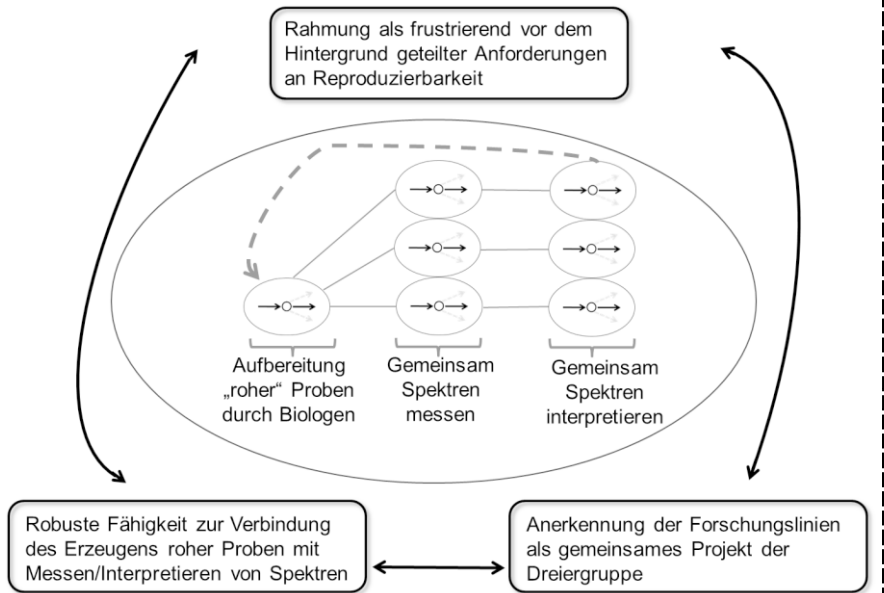 Rahmung als frustrierend vor dem
Hintergrund geteilter Anforderungen
an Reproduzierbarkeit
Aufbereitung
„roher“ Proben
durch Biologen
Gemeinsam
Spektren
messen
Gemeinsam
Spektren
interpretieren
Robuste Fähigkeit zur Verbindung
des Erzeugens roher Proben mit
Messen/Interpretieren von Spektren
Anerkennung der Forschungslinien
als gemeinsames Projekt der
Dreiergruppe